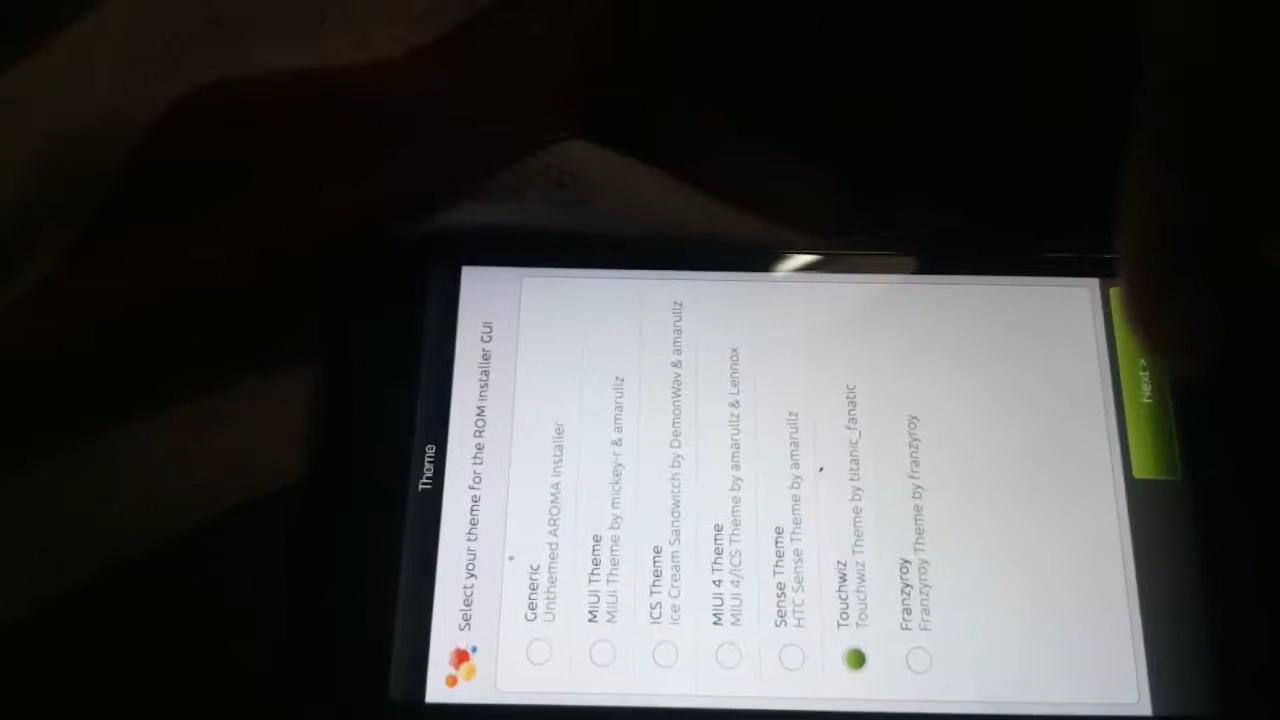 Theme
Select your theme for the ROM installer GUI
Generic
Unthemed AROMA Installer
MIUI Theme
MIUI Theme by mickey-r & amarullz
ICS Theme
Ice Cream Sandwitch by DemonWav & amarullz
MIUI 4 Theme
MIUI 4/ICS Theme by amarullz & Lennox
Sense Theme
HTC Sense Theme by amarullz
Touchwiz
Touchwiz Theme by titanic_fanatic
Franzyroy
Franzyroy Theme by franzyroy
Next >